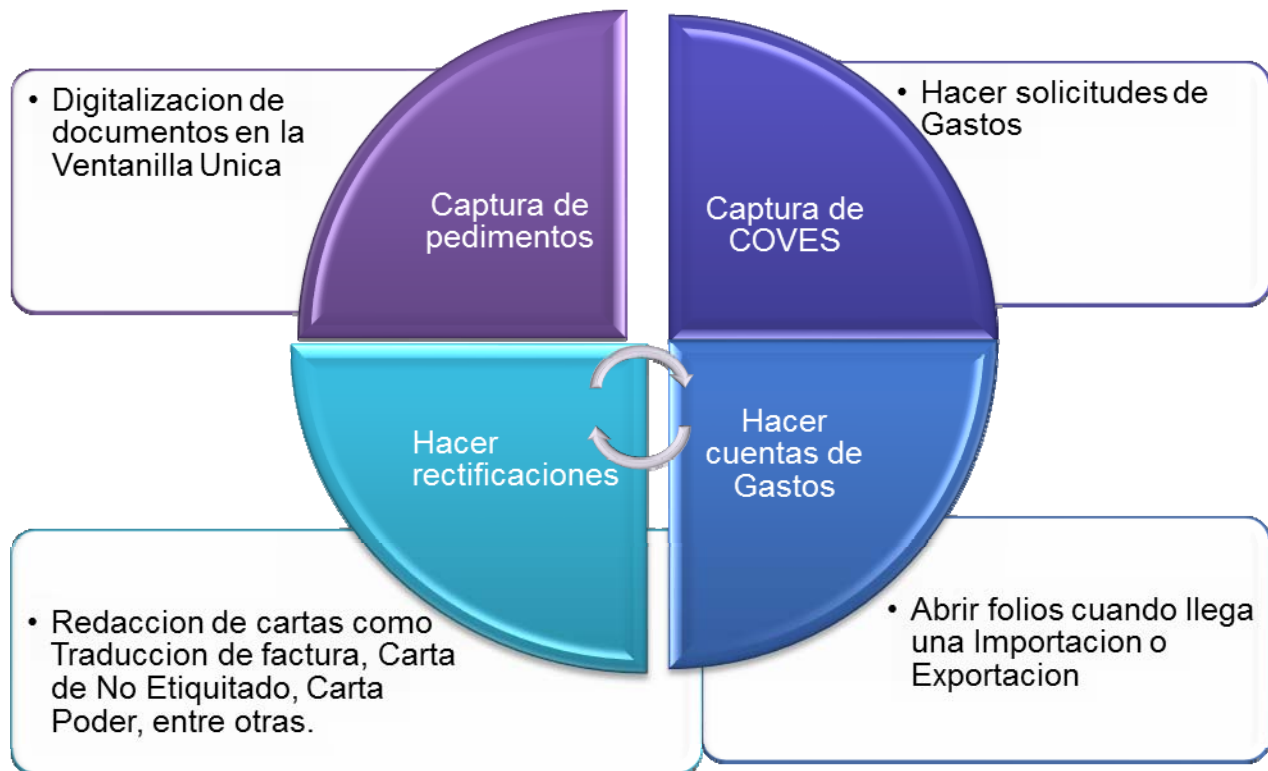 • Digitalizacion de
documentos en la
Ventanilla Unica
Captura de
pedimentos
Captura de
COVES
• Hacer solicitudes de
Gastos
Hacer
rectificaciones
Hacer
cuentas de
Gastos
• Redaccion de cartas como
Traduccion de factura, Carta
de No Etiquitado, Carta
Poder, entre otras.
• Abrir folios cuando llega
una Importacion o
Exportacion